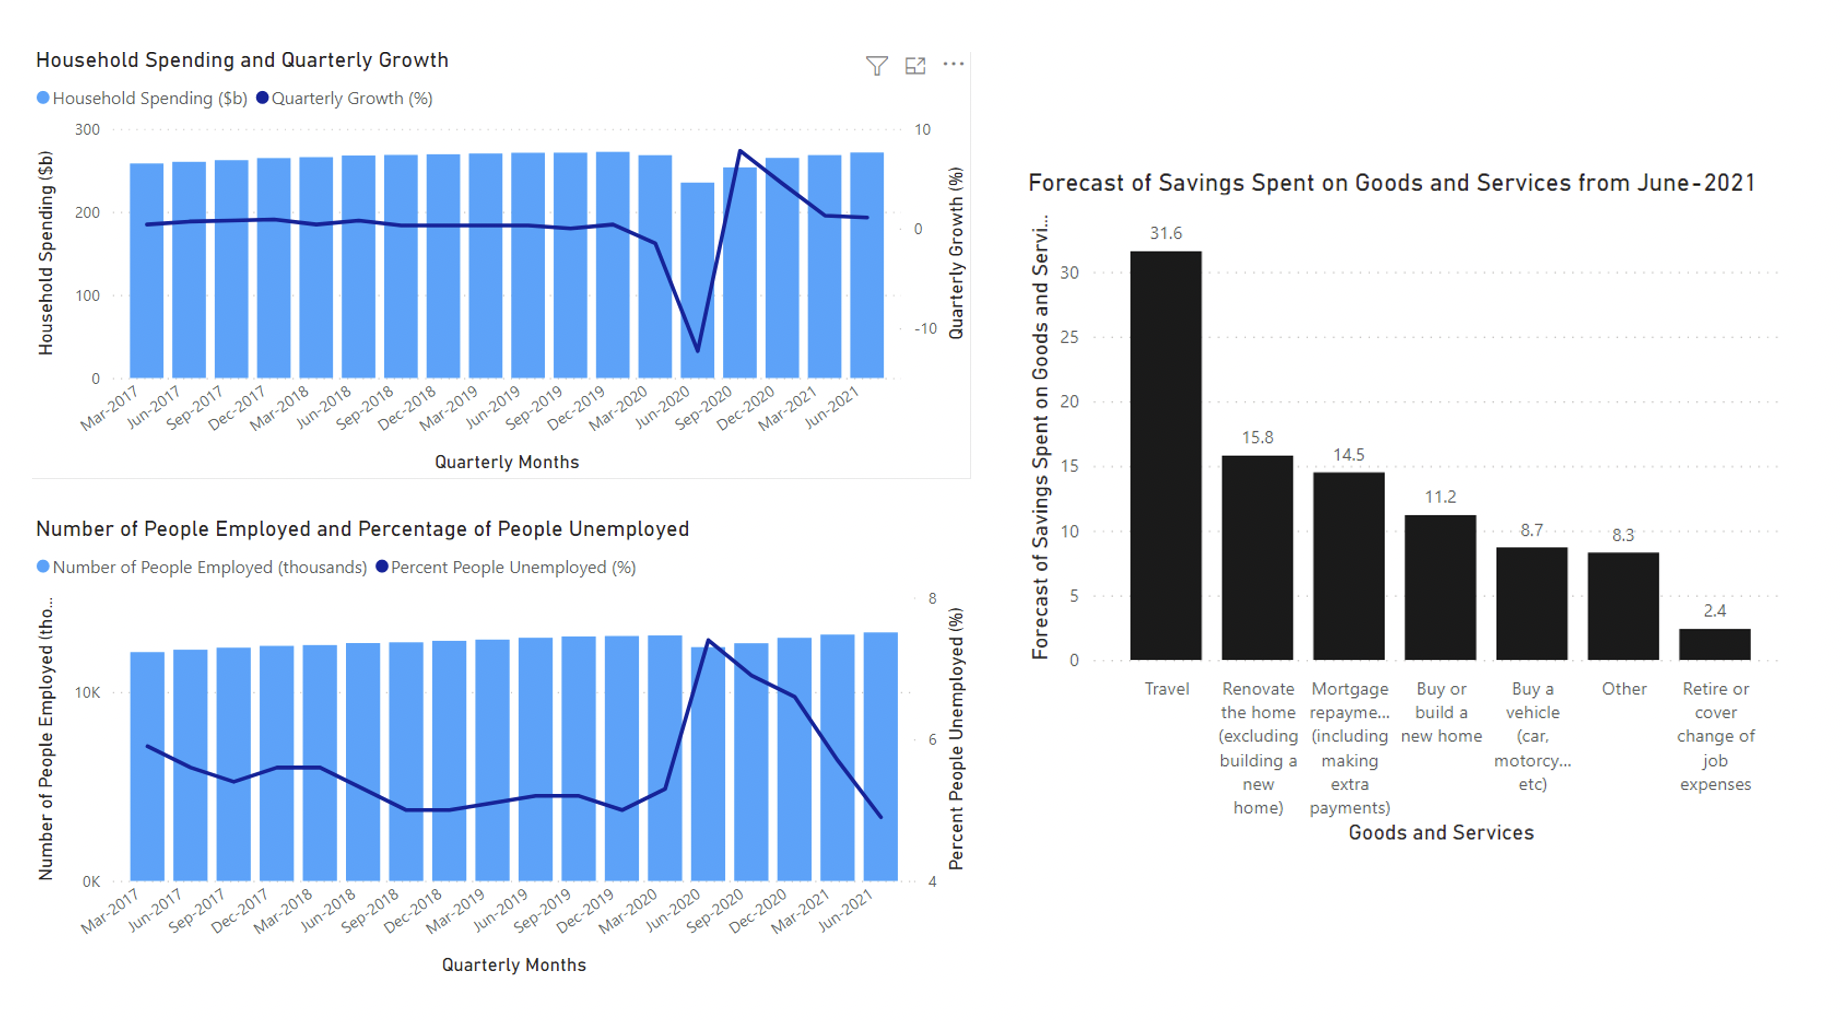 Household Spending and Quarterly Growth
Household Spending ($b) Quarterly Growth (%)
Household Spending ($b)
300
200
100
0
10
0
-10
Quarterly Growth (%)
Mar-2017 Jun-2017 Sep-2017 Dec-2017 Mar-2018 Jun-2018 Sep-2018 Dec-2018 Mar-2019 Jun-2019 Sep-2019 Dec-2019 Mar-2020 Jun-2020 Sep-2020 Dec-2020 Mar-2021 Jun-2021
Quarterly Months
Number of People Employed and Percentage of People Unemployed
Number of People Employed (thousands) Percent People Unemployed (%)
Number of People Employed (tho...
10K
0K
8
6
4
Percent People Unemployed (%)
Mar-2017 Jun-2017 Sep-2017 Dec-2017 Mar-2018 Jun-2018 Sep-2018 Dec-2018 Mar-2019 Jun-2019 Sep-2019 Dec-2019 Mar-2020 Jun-2020 Sep-2020 Dec-2020 Mar-2021 Jun-2021
Quarterly Months
Forecast of Savings Spent on Goods and Services from June-2021
Forecast of Savings Spent on Goods and Servi...
30
25
20
15
10
5
0
31.6
15.8
14.5
11.2
8.7
8.3
2.4
Travel
Renovate
the home
(excluding
building a
new
home)
Mortgage
repayme...
(including
making
extra
payments)
Buy or
build a
new home
Buy a
vehicle
(car,
motorcy...
etc)
Other
Retire or
cover
change of
job
expenses
Goods and Services